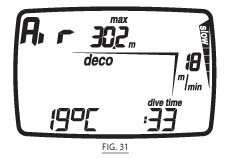 max
Air 30.2 m
slow
deco
18 m/min
dive time
19°C :33
FIG. 31